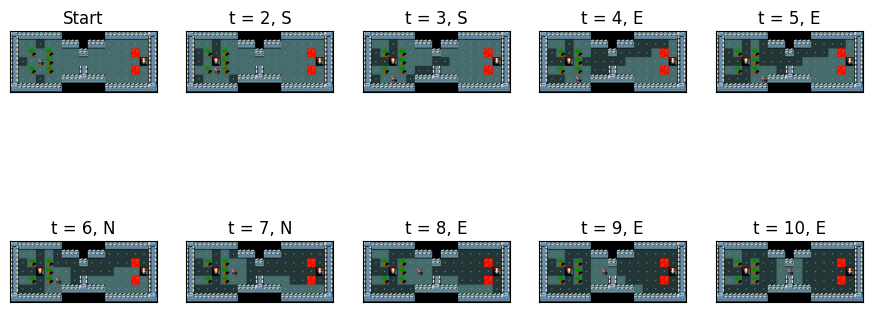 Start
t = 2, S
t = 3, S
t = 4, E
t = 5, E
t = 6, N
t = 7, N
t = 8, E
t = 9, E
t = 10, E